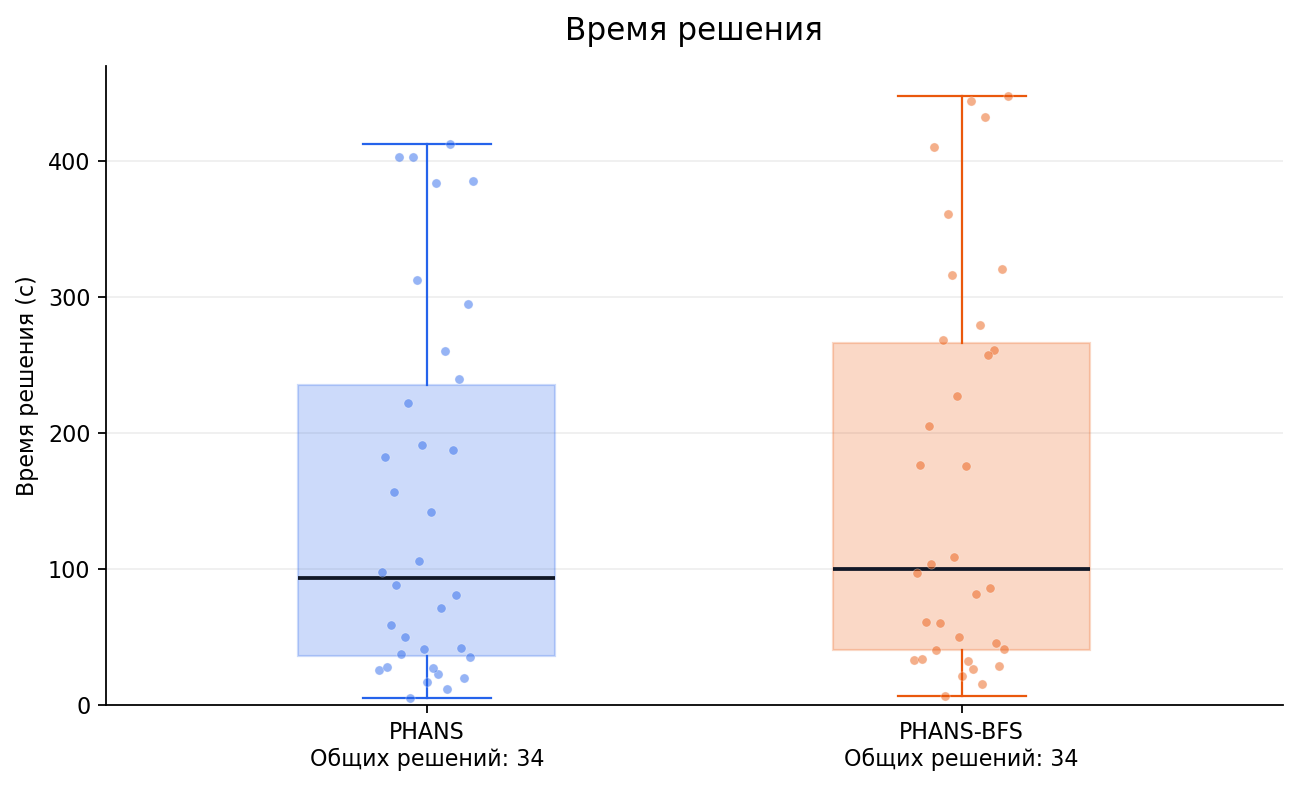 Время решения
Время решения (с)
400
300
200
100
0
PHANS
Общих решений: 34
PHANS-BFS
Общих решений: 34